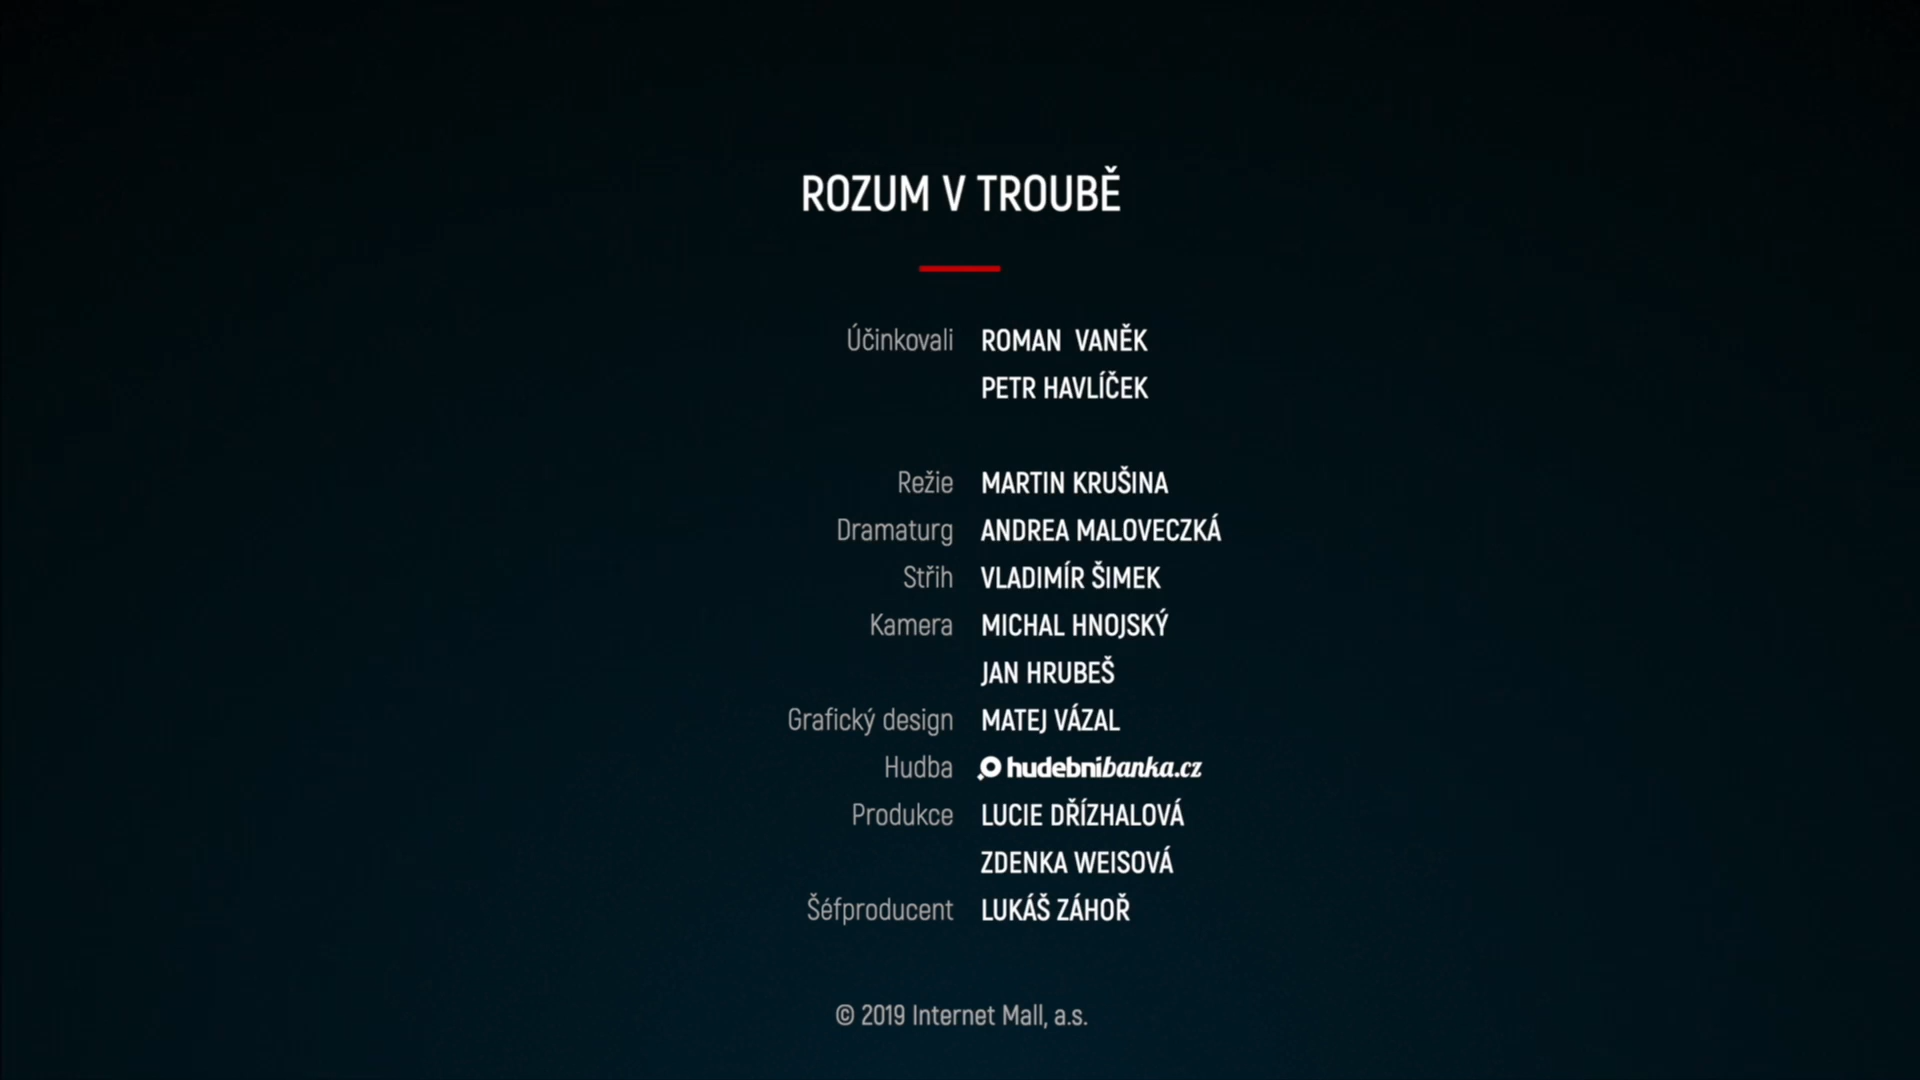 ROZUM V TROUBĚ
Účinkovali ROMAN VANĚK
PETR HAVLÍČEK
Režie MARTIN KRUŠINA
Dramaturg ANDREA MALOVECZKÁ
Střih VLADIMÍR ŠIMEK
Kamera MICHAL HNOJSKÝ
JAN HRUBEŠ
Grafický design MATEJ VÁZAL
Hudba hudebnibanka.cz
Produkce LUCIE DŘÍZHALOVÁ
ZDENKA WEISOVÁ
Šéfproducent LUKÁŠ ZÁHOŘ
© 2019 Internet Mall, a.s.